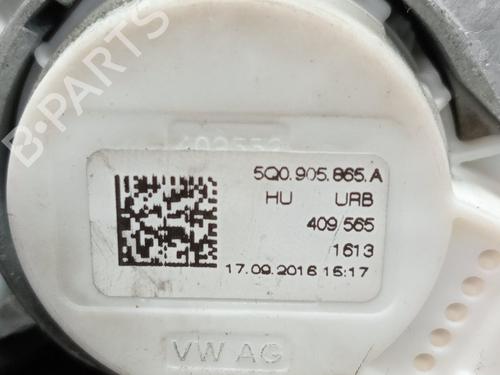 B-PARTS
5Q0.905.865.A
HU URB
409 565
1613
17.09.2016 15:17
VW AG